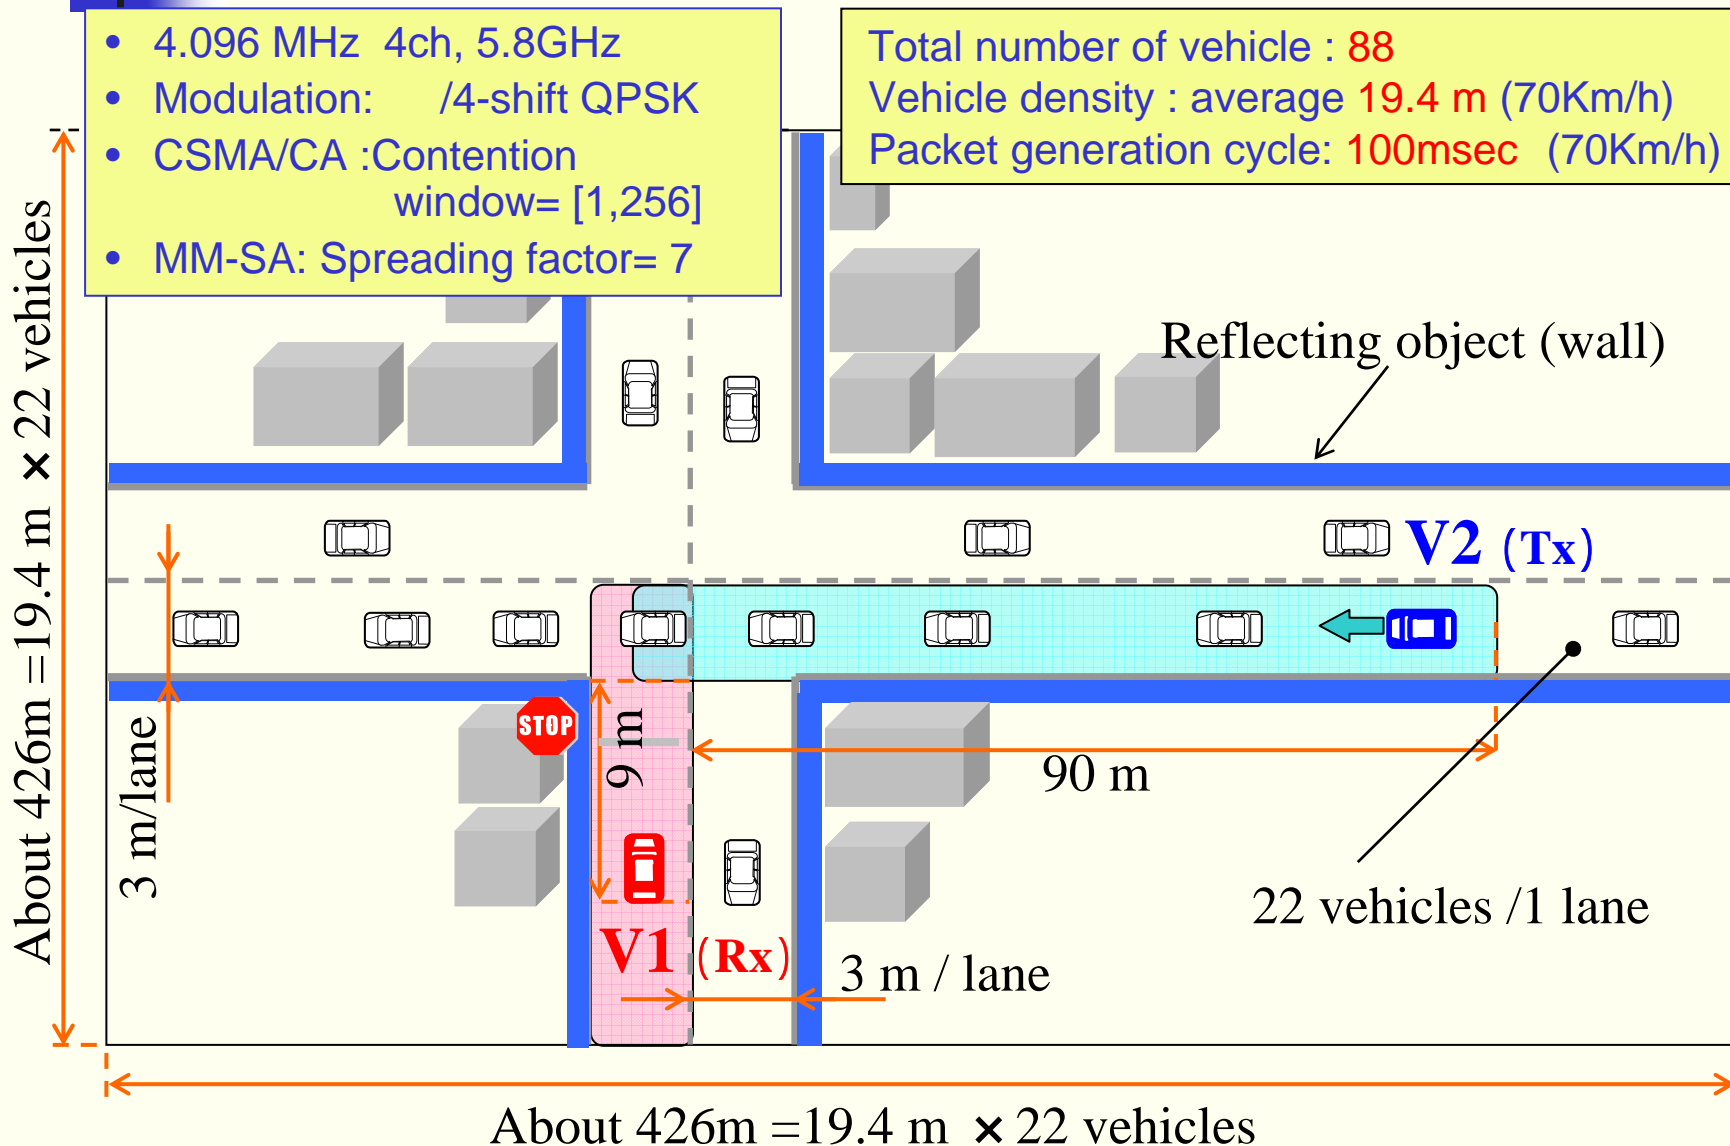 • 4.096 MHz 4ch, 5.8GHz
• Modulation: /4-shift QPSK
• CSMA/CA :Contention
window= [1,256]
• MM-SA: Spreading factor= 7
Total number of vehicle : 88
Vehicle density : average 19.4 m (70Km/h)
Packet generation cycle: 100msec (70Km/h)
About 426m =19.4 m × 22 vehicles
Reflecting object (wall)
V2 (Tx)
3 m/lane
STOP
9 m
90 m
22 vehicles /1 lane
V1 (Rx)
3 m / lane
About 426m =19.4 m × 22 vehicles